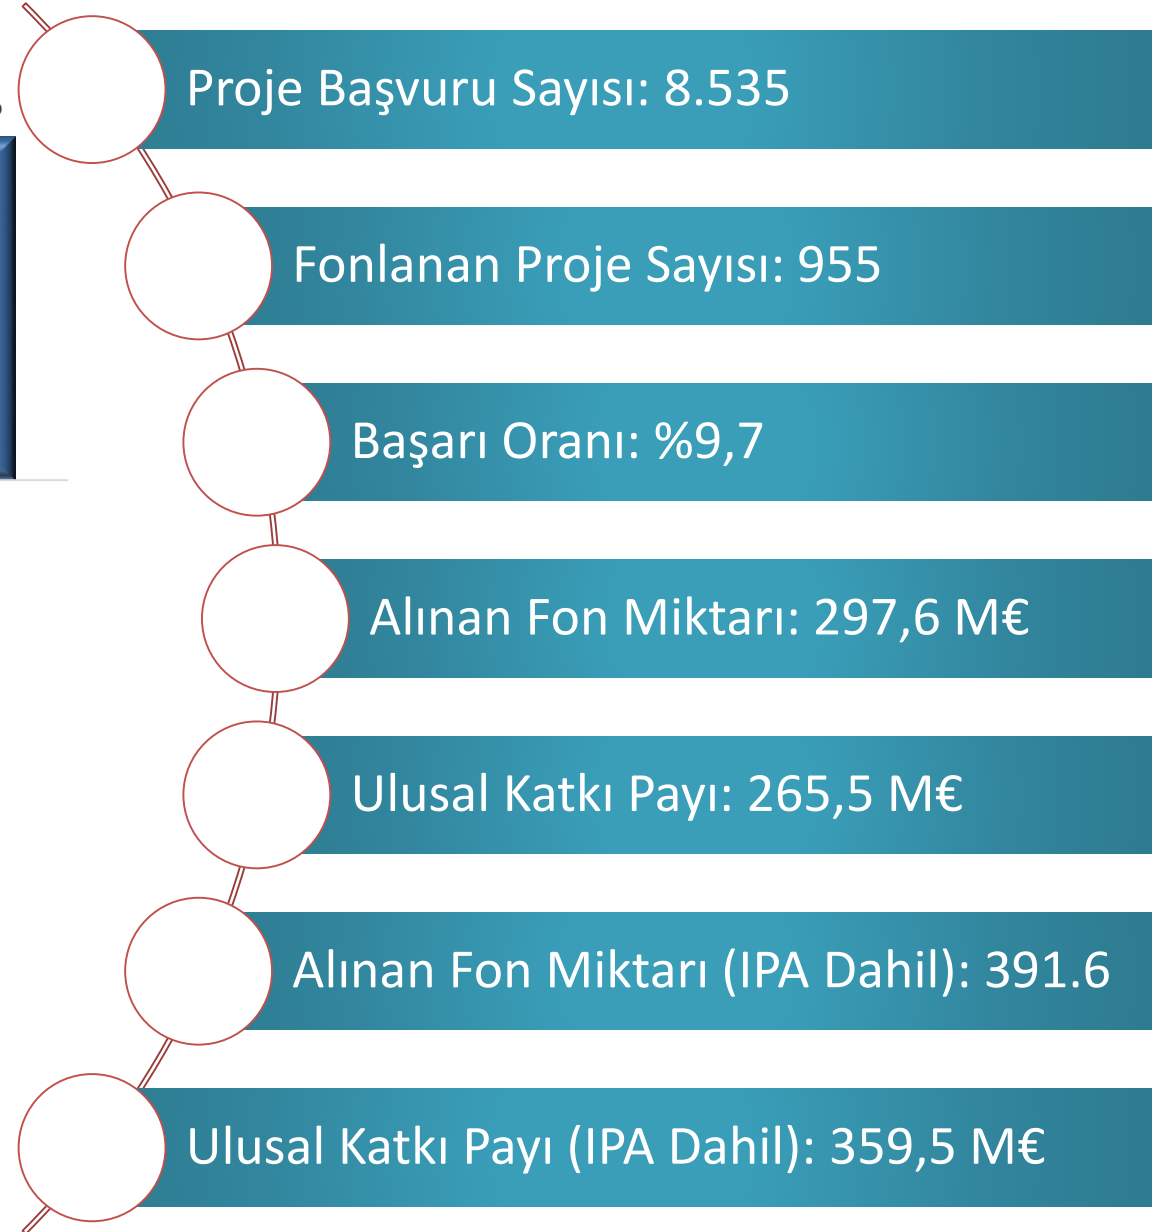 Proje Başvuru Sayısı: 8.535
Fonlanan Proje Sayısı: 955
Başarı Oranı: %9,7
Alınan Fon Miktarı: 297,6 M€
Ulusal Katkı Payı: 265,5 M€
Alınan Fon Miktarı (IPA Dahil): 391.6
Ulusal Katkı Payı (IPA Dahil): 359,5 M€